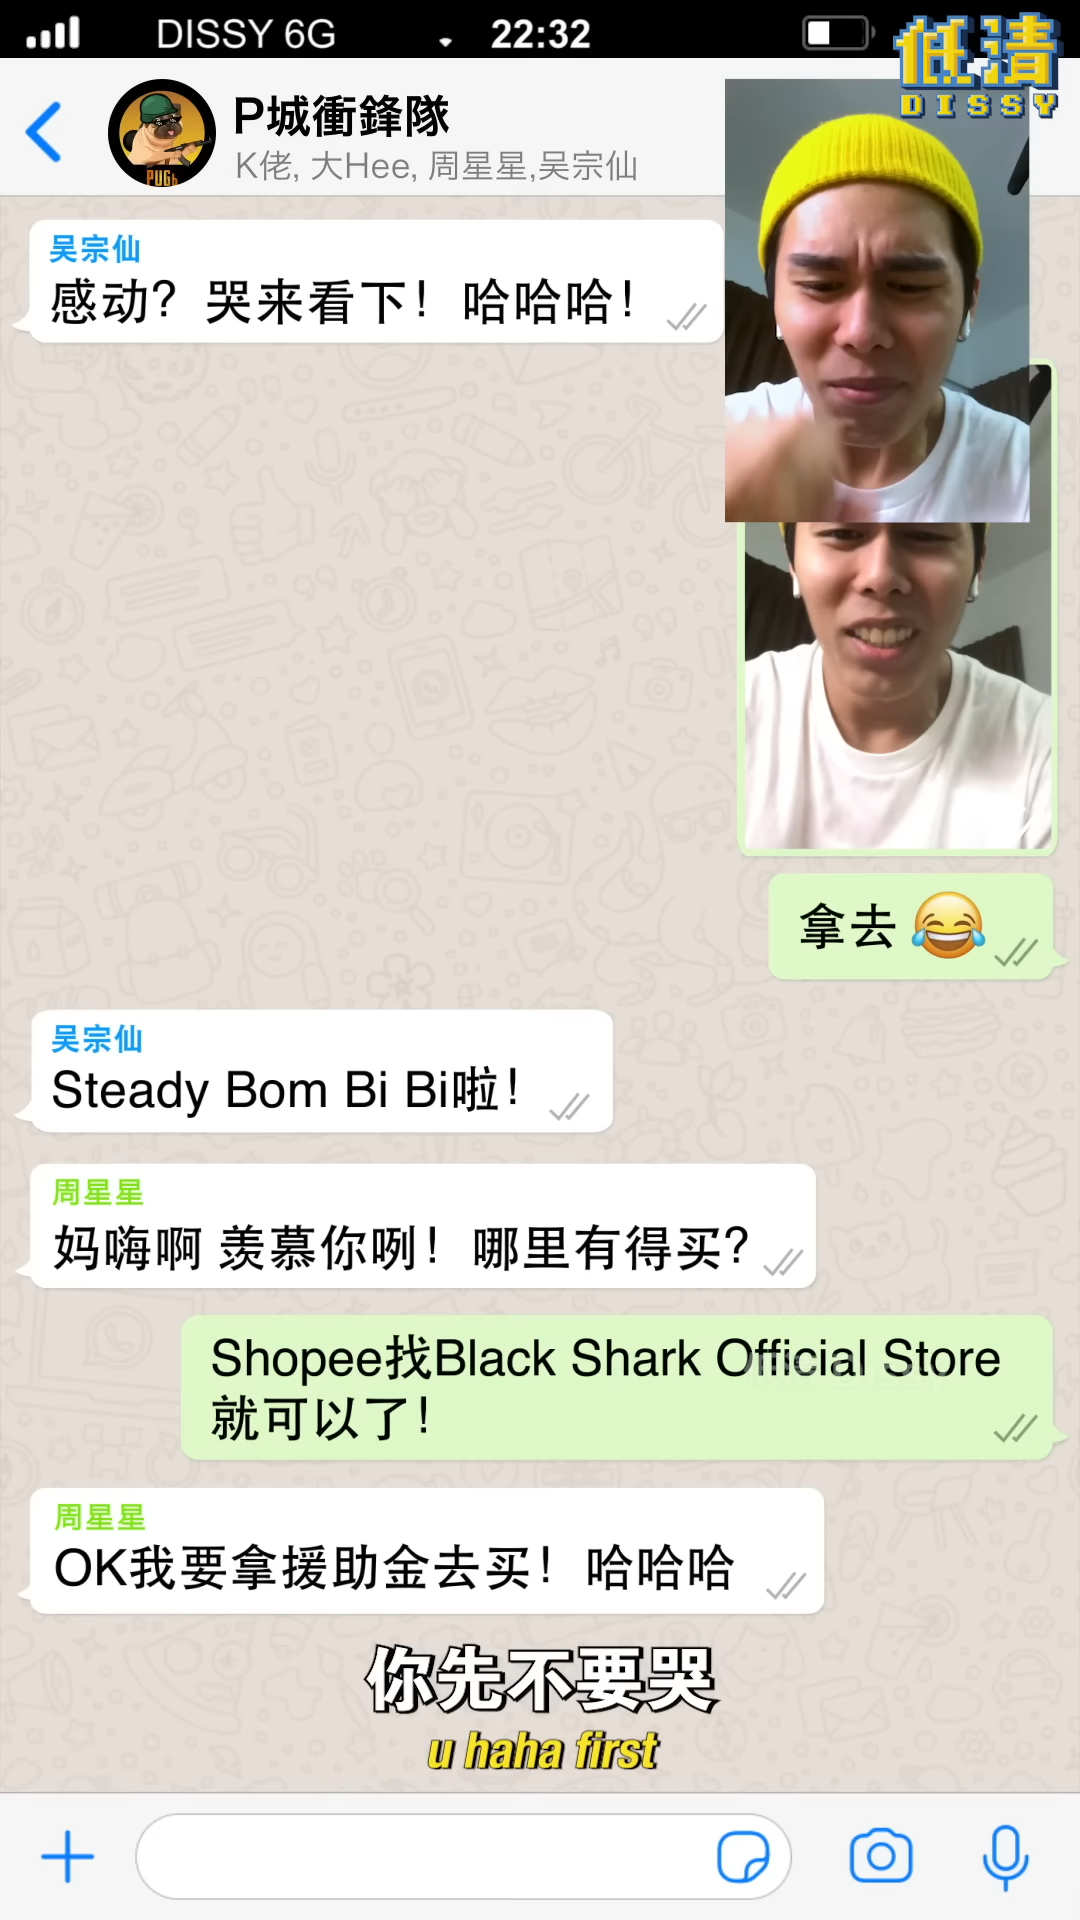 DISSY 6G
22:32
低清
DISSY
P城衝鋒隊
K佬, 大Hee, 周星星,吴宗仙
PUGb
吴宗仙
感动？哭来看下！哈哈哈！
拿去 😂
吴宗仙
Steady Bom Bi Bi啦！
周星星
妈嗨啊 羡慕你咧！哪里有得买？
Shopee找Black Shark Official Store
就可以了！
周星星
OK我要拿援助金去买！哈哈哈
你先不要哭
u haha first